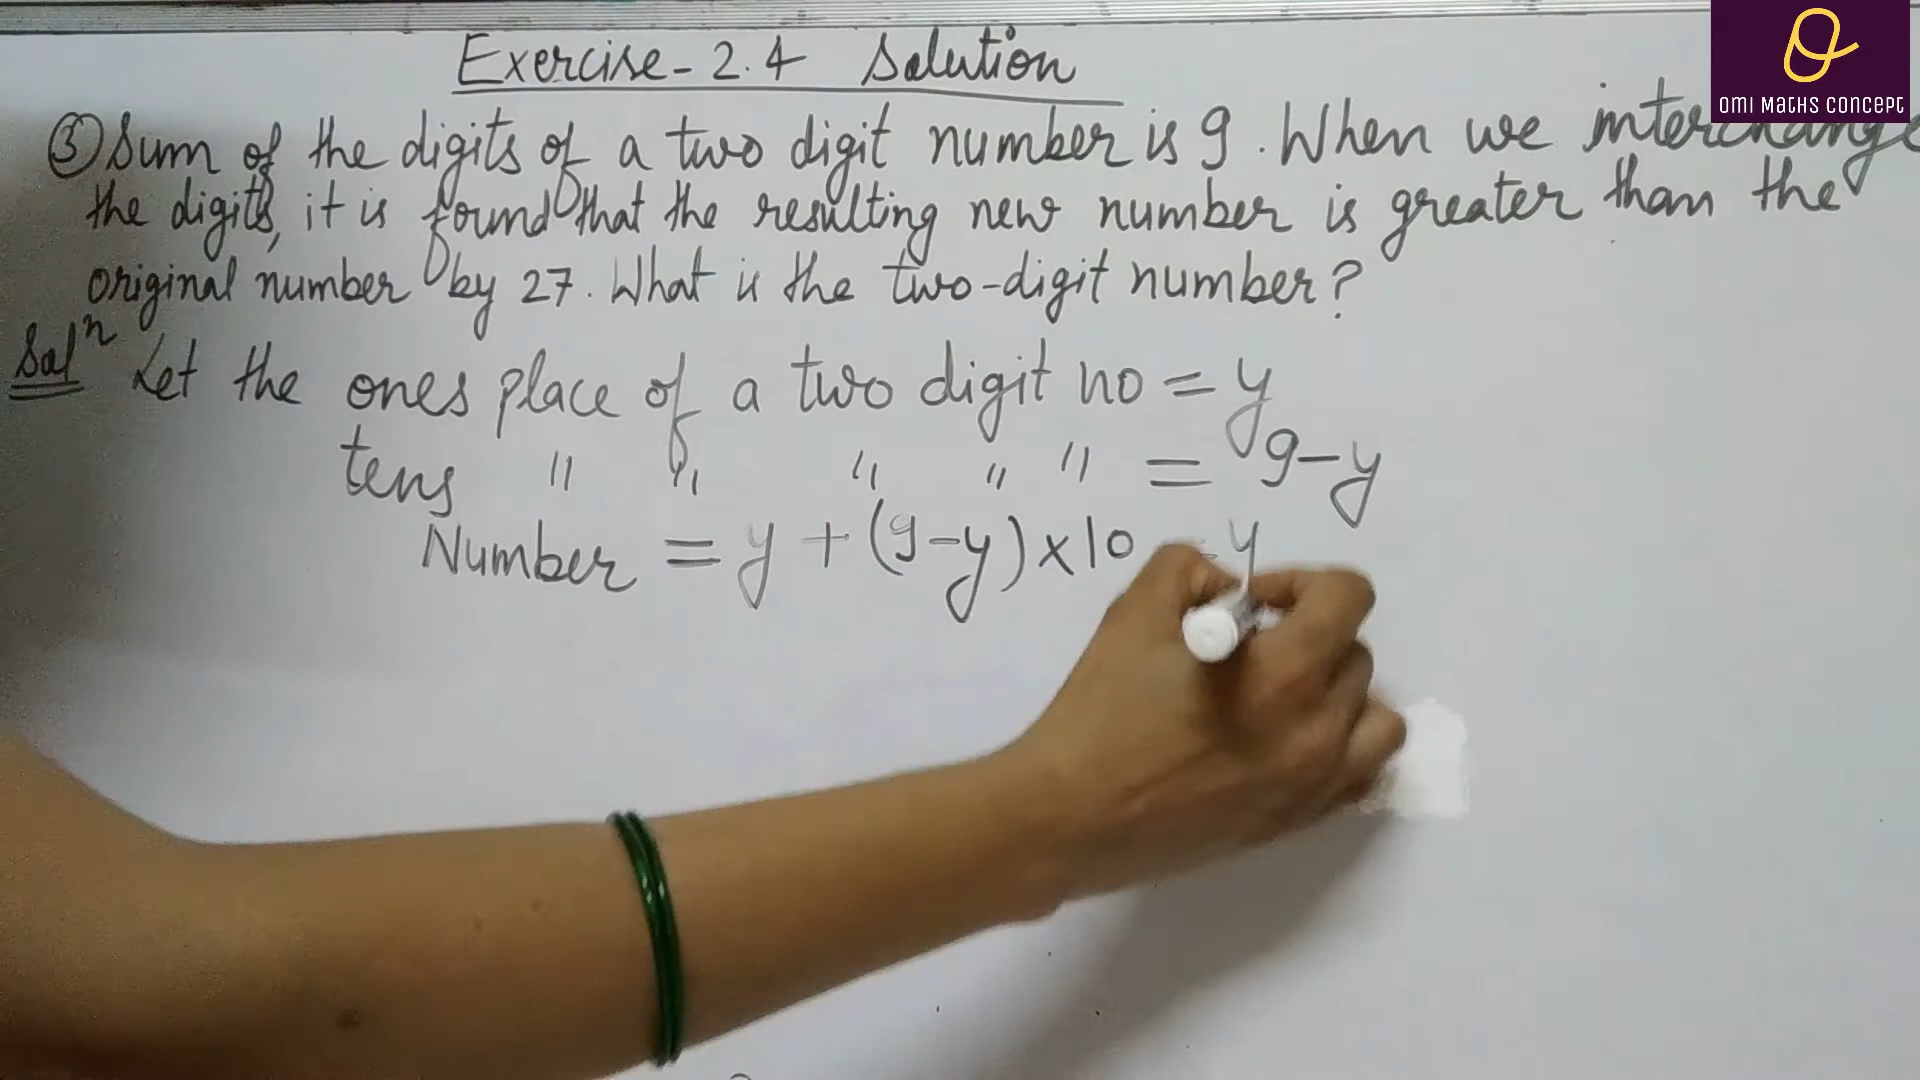 Exercise-2.4 Solution
OMI MATHS CONCEPT
③ Sum of the digits of a two digit number is 9. When we interchange
the digits, it is found that the resulting new number is greater than the
original number by 27. What is the two-digit number?
Solⁿ Let the ones place of a two digit no = y
tens " " " " " = 9-y
Number = y + (9-y)×10 = y